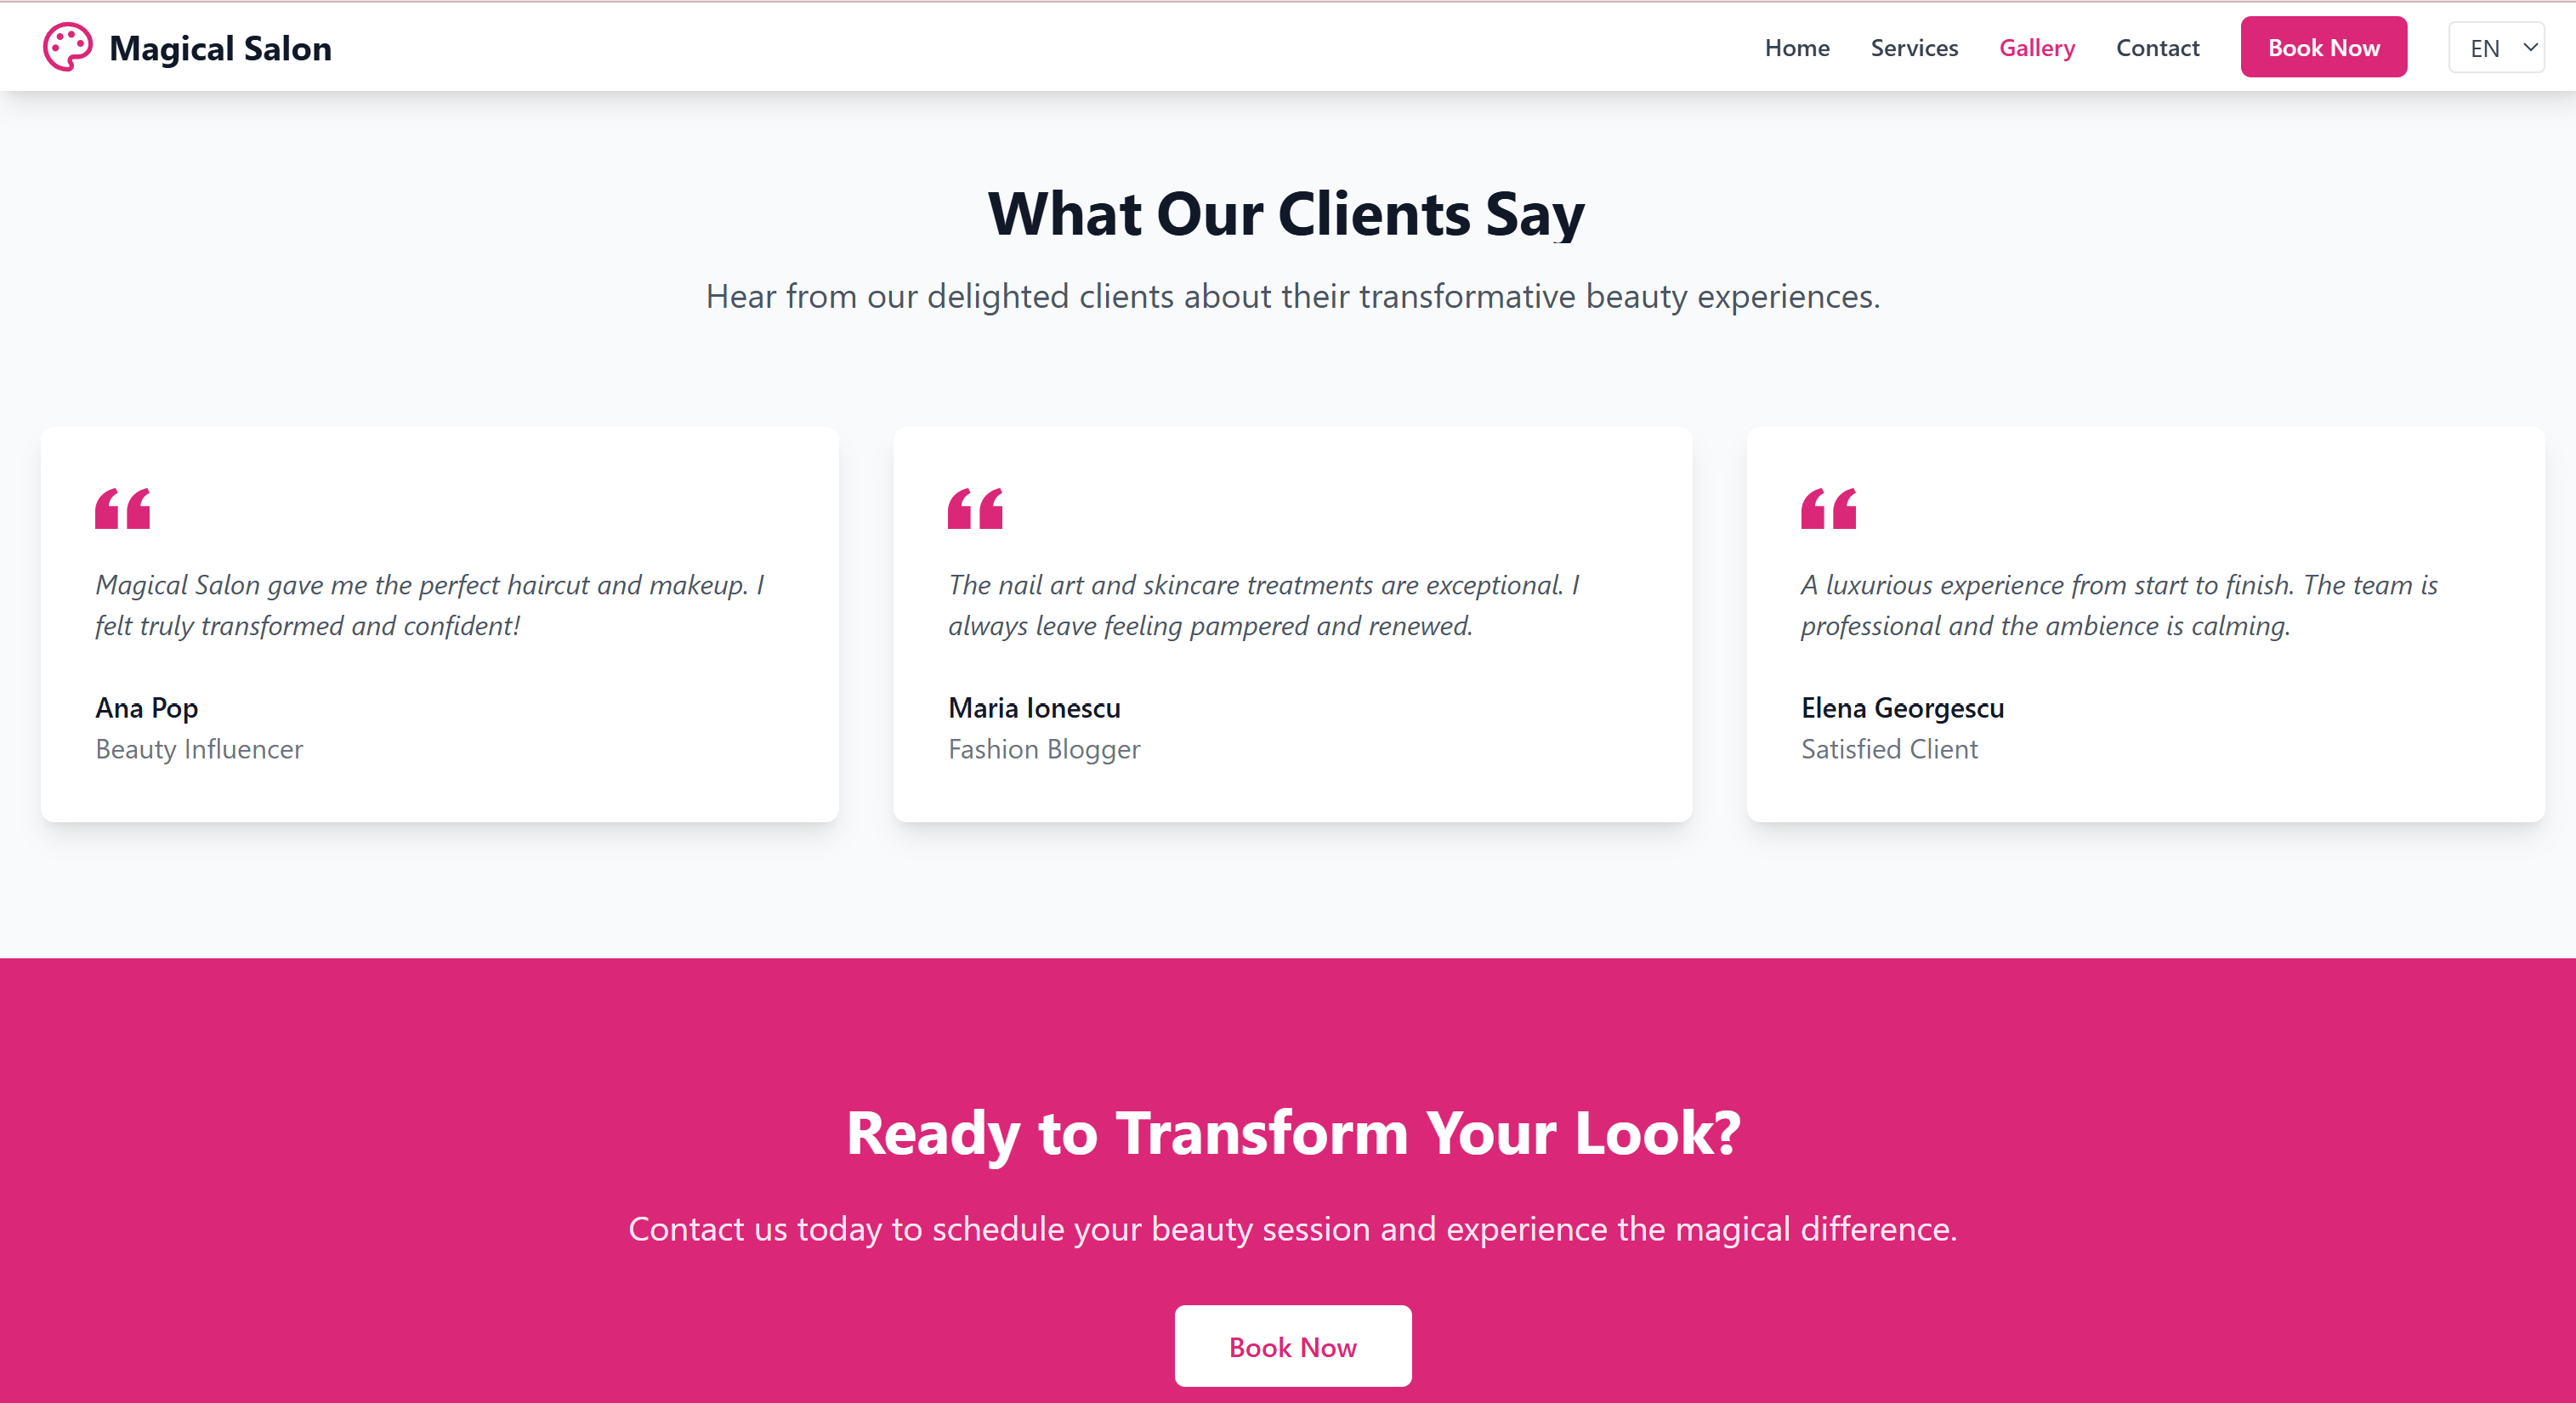 Magical Salon
Home Services Gallery Contact Book Now EN
What Our Clients Say
Hear from our delighted clients about their transformative beauty experiences.
Magical Salon gave me the perfect haircut and makeup. I
felt truly transformed and confident!
Ana Pop
Beauty Influencer
The nail art and skincare treatments are exceptional. I
always leave feeling pampered and renewed.
Maria Ionescu
Fashion Blogger
A luxurious experience from start to finish. The team is
professional and the ambience is calming.
Elena Georgescu
Satisfied Client
Ready to Transform Your Look?
Contact us today to schedule your beauty session and experience the magical difference.
Book Now